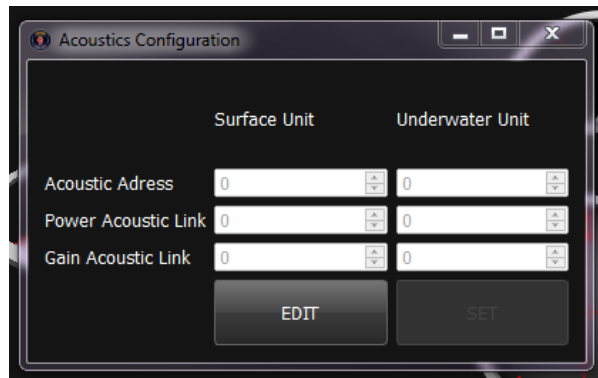 Acoustics Configuration
Surface Unit Underwater Unit
Acoustic Adress 0 0
Power Acoustic Link 0 0
Gain Acoustic Link 0 0
EDIT SET